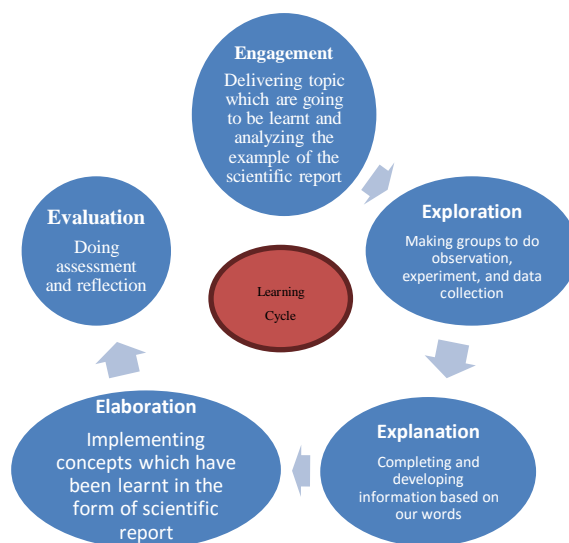 Engagement
Delivering topic
which are going
to be learnt and
analyzing the
example of the
scientific report
Exploration
Making groups to do
observation,
experiment, and data
collection
Explanation
Completing and
developing
information based on
our words
Elaboration
Implementing
concepts which have
been learnt in the
form of scientific
report
Evaluation
Doing
assessment
and reflection
Learning
Cycle